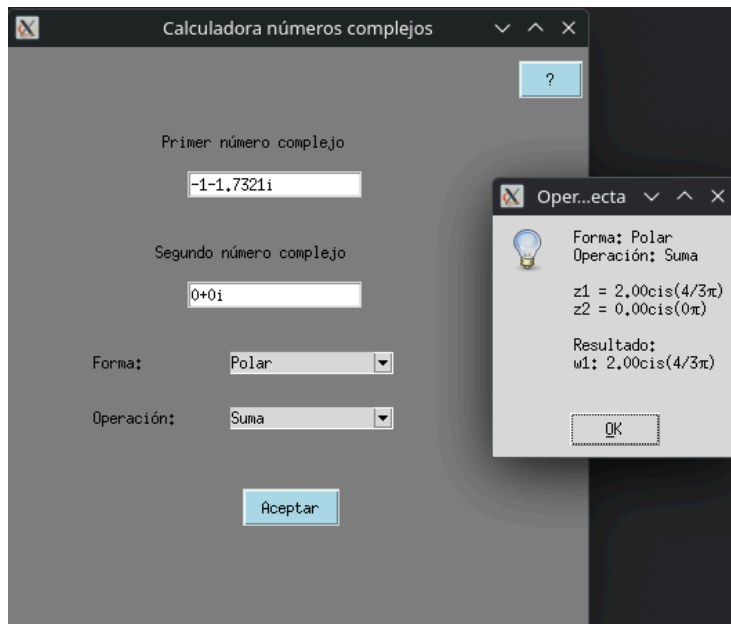 Calculadora números complejos
?
Primer número complejo
-1-1.7321i
Segundo número complejo
0+0i
Forma: Polar
Operación: Suma
Aceptar
Oper...ecta
Forma: Polar
Operación: Suma
z1 = 2.00cis(4/3π)
z2 = 0.00cis(0π)
Resultado:
w1: 2.00cis(4/3π)
OK